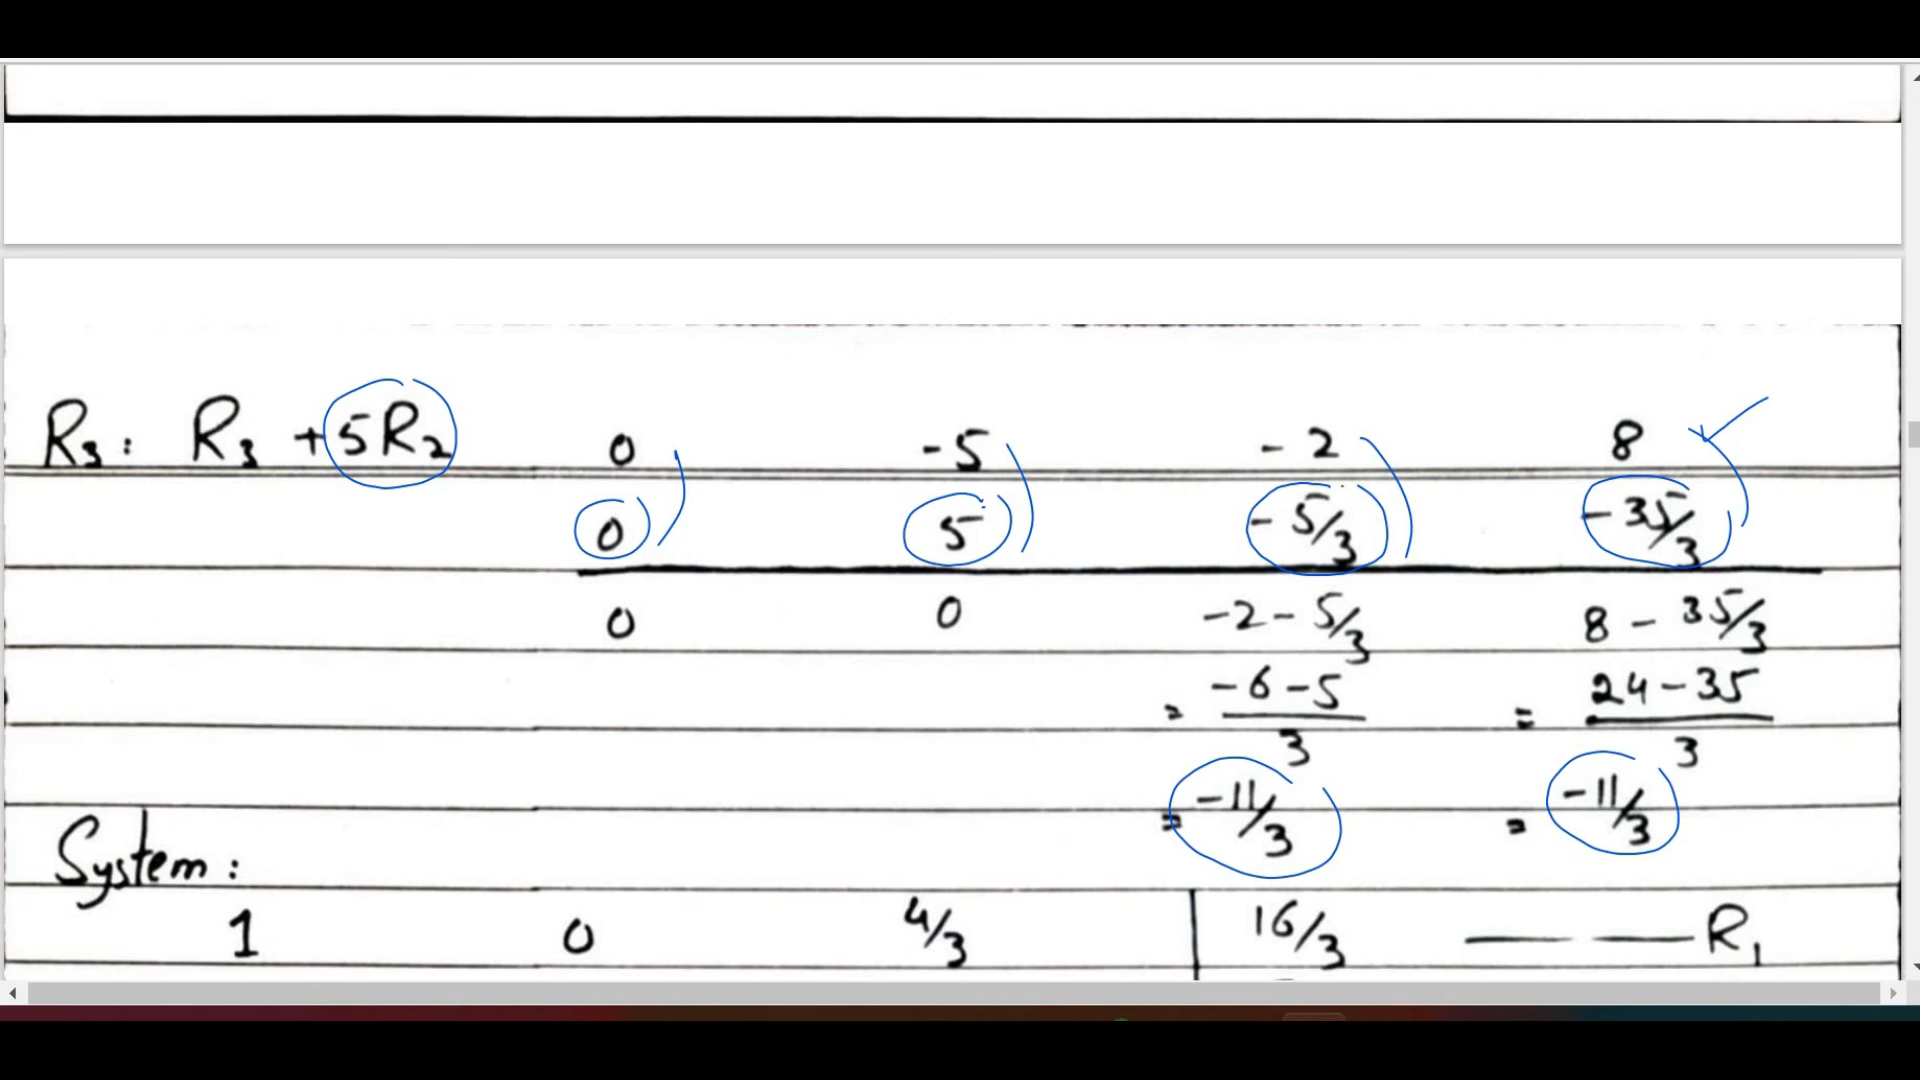 R3: R3 + 5R2 0 -5 -2 8
0 5 -5/3 -35/3
0 0 -2 - 5/3 8 - 35/3
= -6 - 5 / 3 = 24 - 35 / 3
= -11/3 = -11/3
System:
1 0 4/3 | 16/3 —— R1